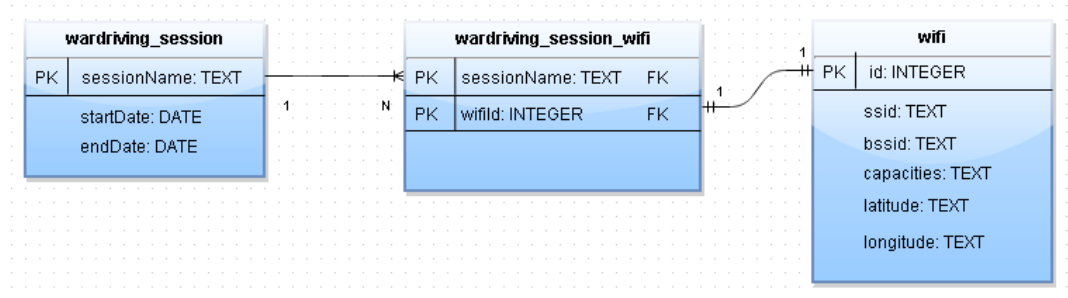 wardriving_session
PK sessionName: TEXT
startDate: DATE
endDate: DATE
1
N
wardriving_session_wifi
PK sessionName: TEXT FK
PK wifiId: INTEGER FK
1
1
wifi
PK id: INTEGER
ssid: TEXT
bssid: TEXT
capacities: TEXT
latitude: TEXT
longitude: TEXT